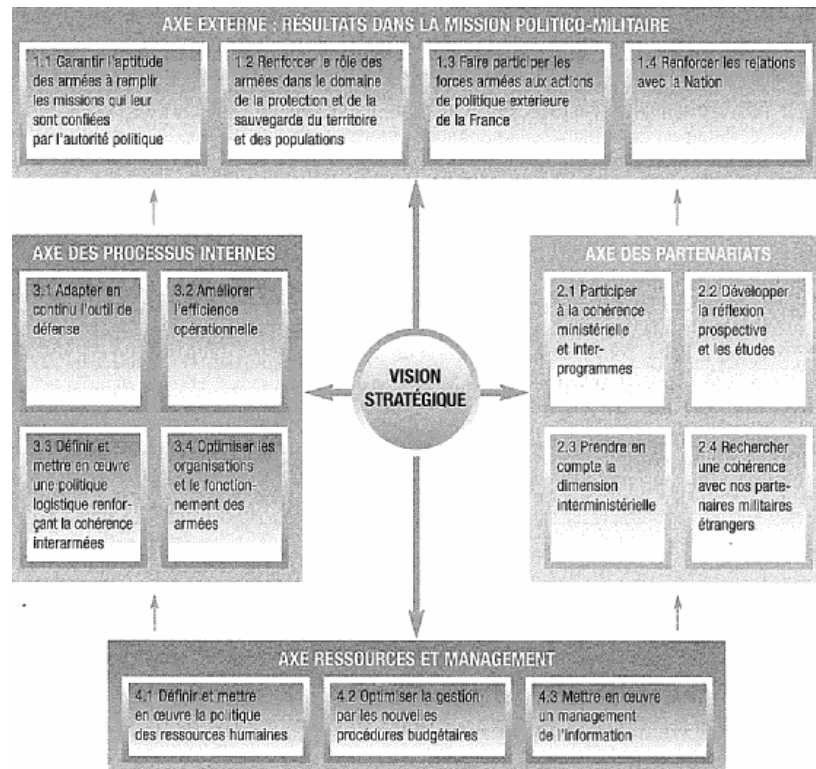 AXE EXTERNE : RÉSULTATS DANS LA MISSION POLITICO-MILITAIRE
1.1 Garantir l'aptitude
des armées à remplir
les missions qui leur
sont confiées
par l'autorité politique
1.2 Renforcer le rôle des
armées dans le domaine
de la protection et de la
sauvegarde du territoire
et des populations
1.3 Faire participer les
forces armées aux actions
de politique extérieure
de la France
1.4 Renforcer les relations
avec la Nation
AXE DES PROCESSUS INTERNES
3.1 Adapter en
continu l'outil de
défense
3.2 Améliorer
l'efficience
opérationnelle
3.3 Définir et
mettre en œuvre
une politique
logistique renfor-
çant la cohérence
interarmées
3.4 Optimiser les
organisations
et le fonction-
nement des
armées
VISION
STRATÉGIQUE
AXE DES PARTENARIATS
2.1 Participer
à la cohérence
ministérielle
et inter-
programmes
2.2 Développer
la réflexion
prospective
et les études
2.3 Prendre en
compte la
dimension
interministérielle
2.4 Rechercher
une cohérence
avec nos parte-
naires militaires
étrangers
AXE RESSOURCES ET MANAGEMENT
4.1 Définir et mettre
en œuvre la politique
des ressources humaines
4.2 Optimiser la gestion
par les nouvelles
procédures budgétaires
4.3 Mettre en œuvre
un management
de l'information